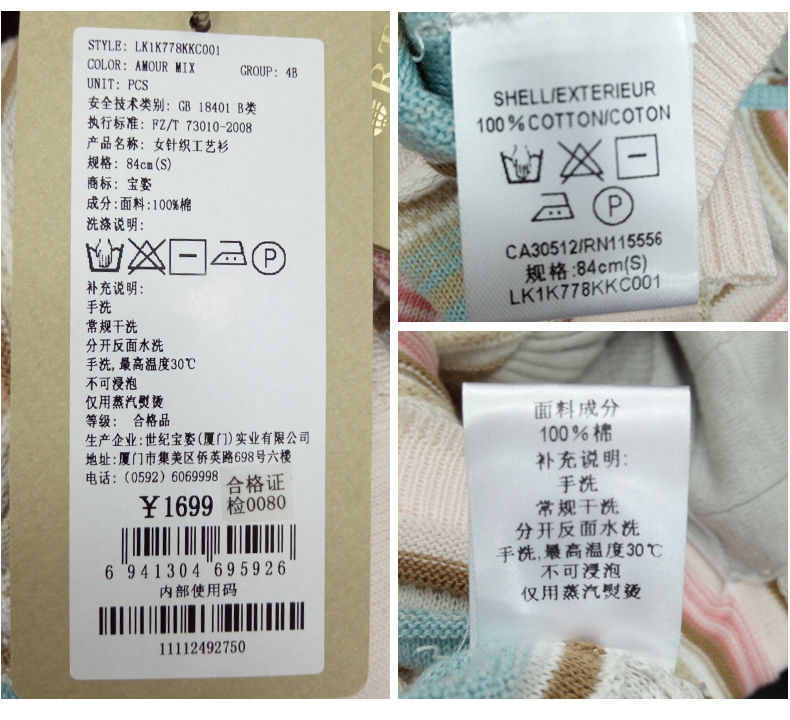 STYLE: LK1K778KKC001
COLOR: AMOUR MIX GROUP: 4B
UNIT: PCS
安全技术类别: GB 18401 B类
执行标准: FZ/T 73010-2008
产品名称: 女针织工艺衫
规格: 84cm(S)
商标: 宝姿
成分:面料:100%棉
洗涤说明:
P
补充说明:
手洗
常规干洗
分开反面水洗
手洗,最高温度30℃
不可浸泡
仅用蒸汽熨烫
等级: 合格品
生产企业:世纪宝姿(厦门)实业有限公司
地址:厦门市集美区侨英路698号六楼
电话: (0592) 6069998
合格证
检0080
¥1699
6 941304 695926
内部使用码
11112492750
SHELL/EXTERIEUR
100%COTTON/COTON
P
CA30512/RN115556
规格:84cm(S)
LK1K778KKC001
面料成分
100%棉
补充说明:
手洗
常规干洗
分开反面水洗
手洗,最高温度30℃
不可浸泡
仅用蒸汽熨烫